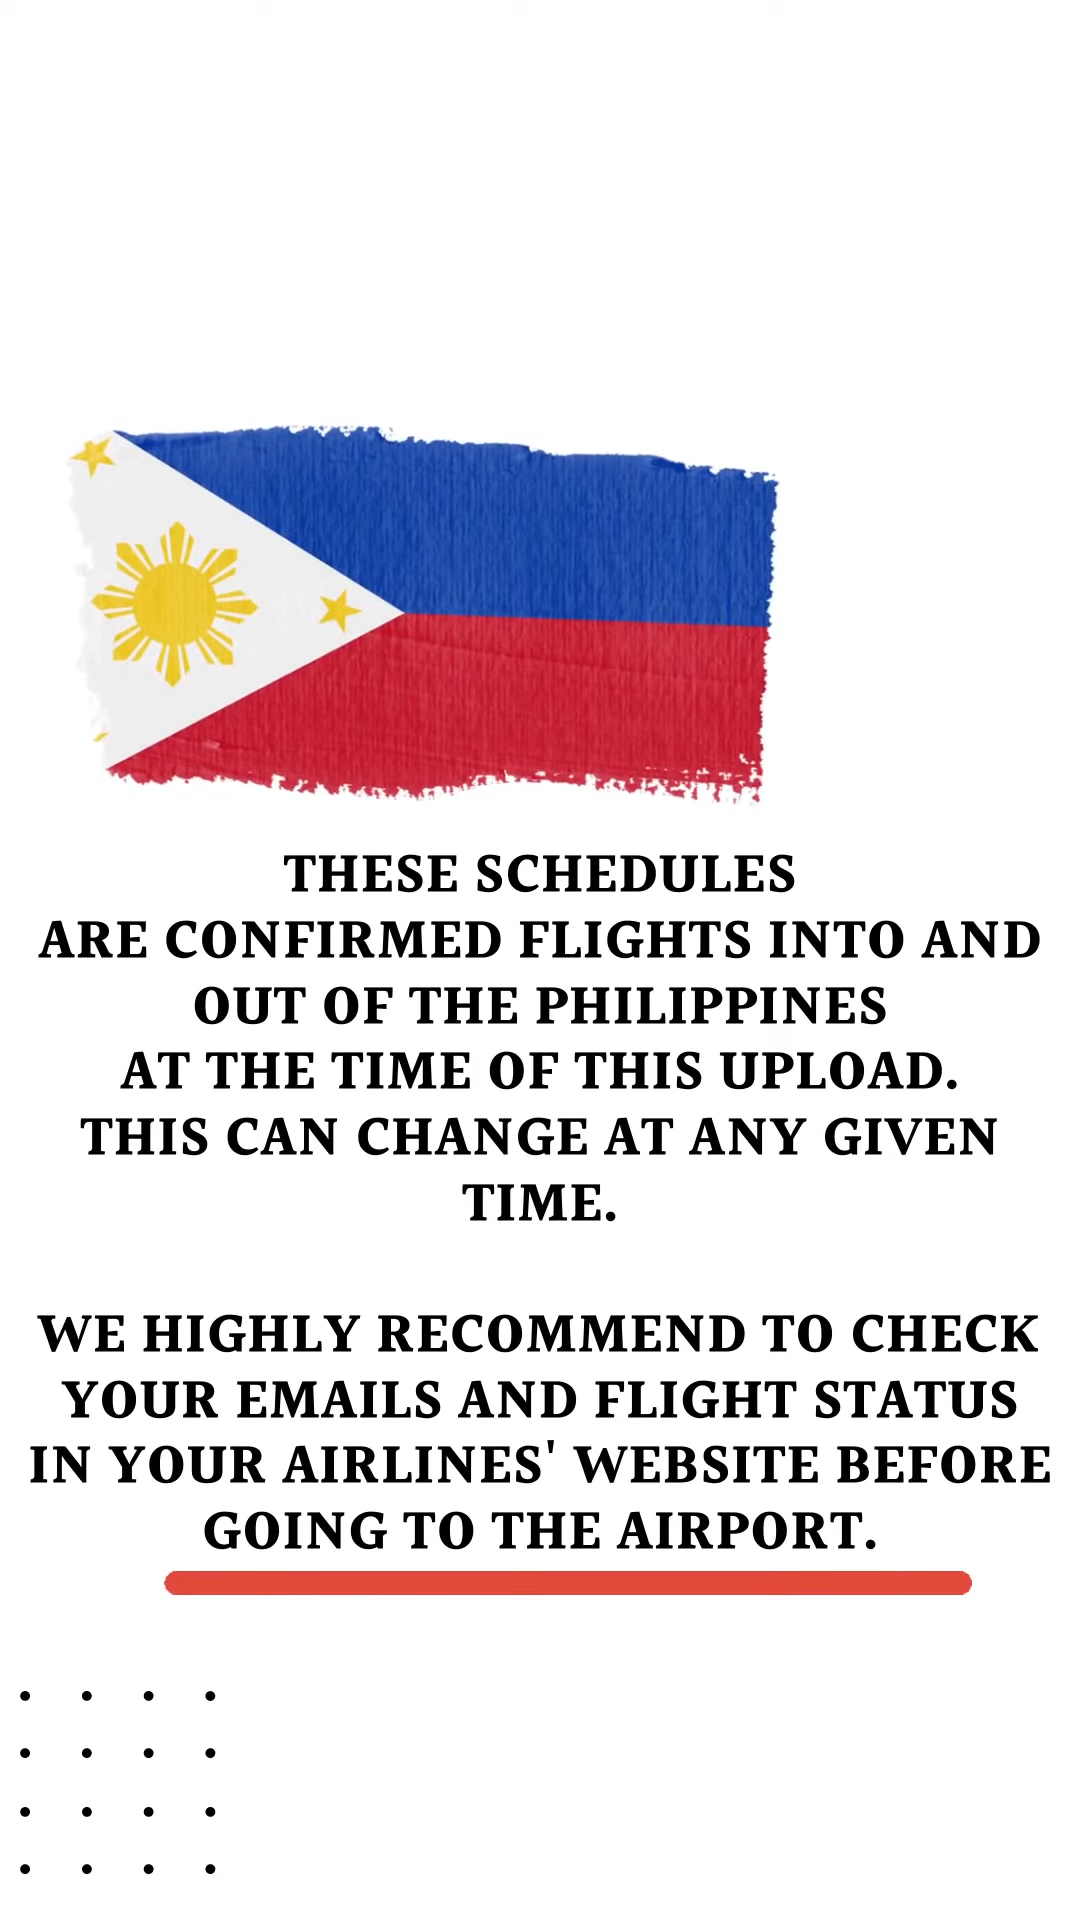 THESE SCHEDULES
ARE CONFIRMED FLIGHTS INTO AND
OUT OF THE PHILIPPINES
AT THE TIME OF THIS UPLOAD.
THIS CAN CHANGE AT ANY GIVEN
TIME.
WE HIGHLY RECOMMEND TO CHECK
YOUR EMAILS AND FLIGHT STATUS
IN YOUR AIRLINES' WEBSITE BEFORE
GOING TO THE AIRPORT.